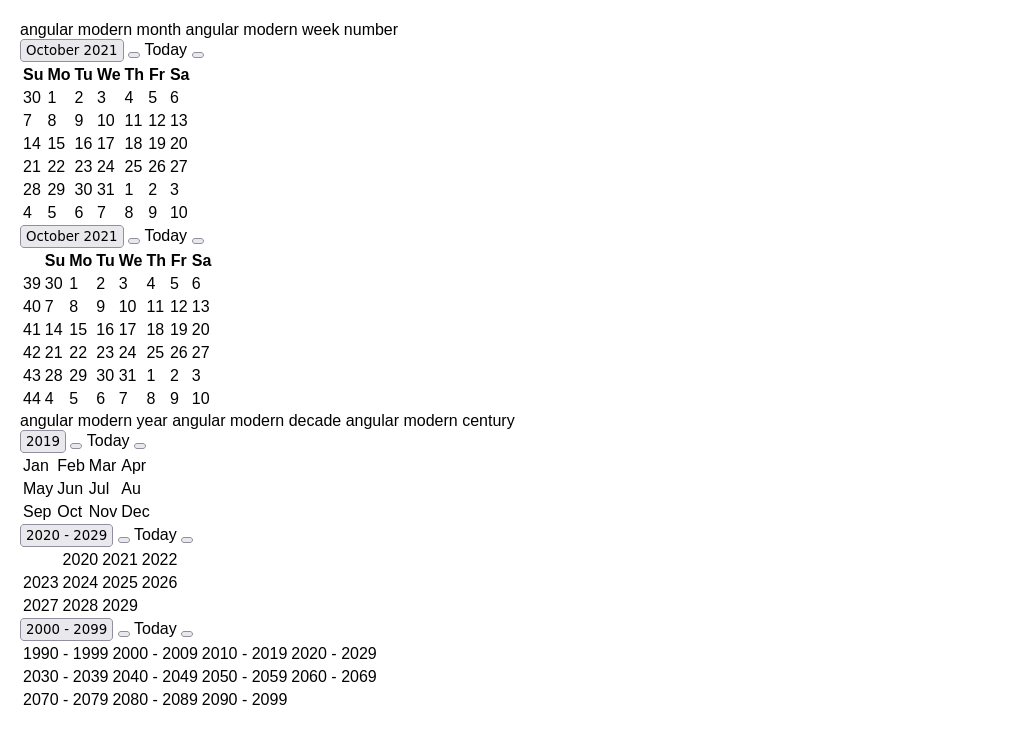 angular modern month angular modern week number
October 2021 Today
Su Mo Tu We Th Fr Sa
30 1 2 3 4 5 6
7 8 9 10 11 12 13
14 15 16 17 18 19 20
21 22 23 24 25 26 27
28 29 30 31 1 2 3
4 5 6 7 8 9 10
October 2021 Today
Su Mo Tu We Th Fr Sa
39 30 1 2 3 4 5 6
40 7 8 9 10 11 12 13
41 14 15 16 17 18 19 20
42 21 22 23 24 25 26 27
43 28 29 30 31 1 2 3
44 4 5 6 7 8 9 10
angular modern year angular modern decade angular modern century
2019 Today
Jan Feb Mar Apr
May Jun Jul Au
Sep Oct Nov Dec
2020 - 2029 Today
2020 2021 2022
2023 2024 2025 2026
2027 2028 2029
2000 - 2099 Today
1990 - 1999 2000 - 2009 2010 - 2019 2020 - 2029
2030 - 2039 2040 - 2049 2050 - 2059 2060 - 2069
2070 - 2079 2080 - 2089 2090 - 2099